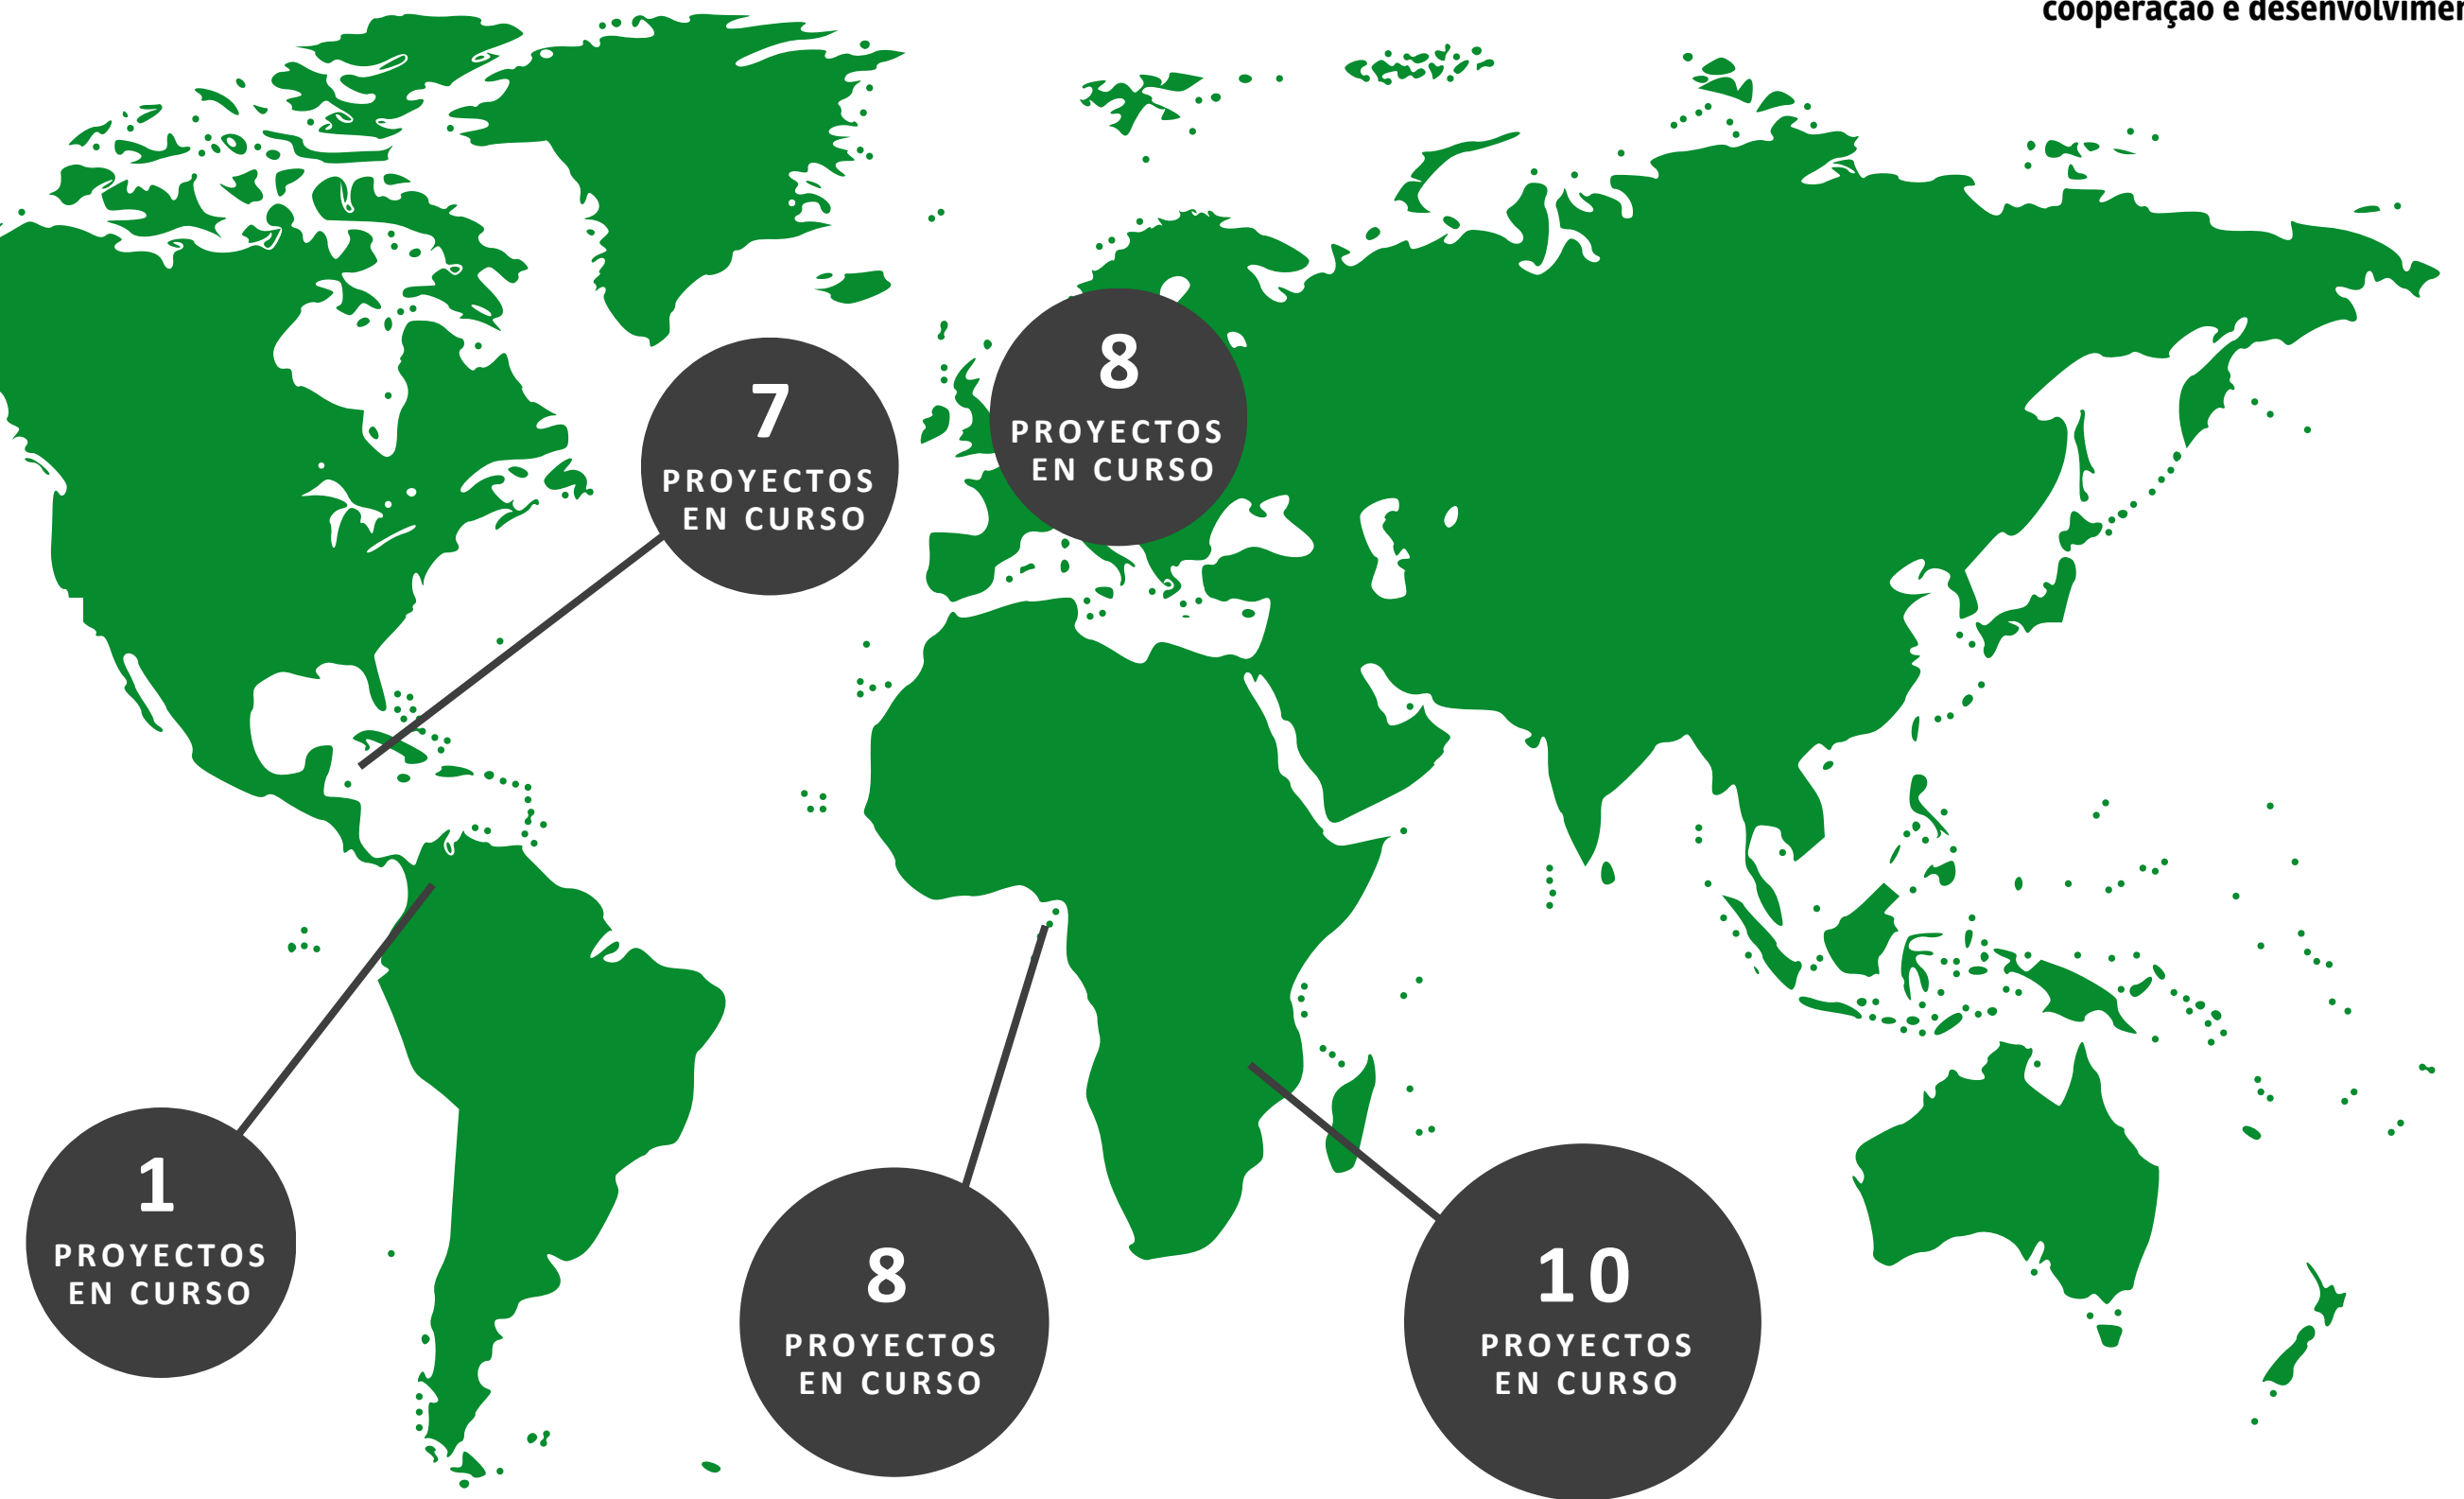 cooperação e desenvolvimen
8
PROYECTOS
EN CURSO
7
PROYECTOS
EN CURSO
1
PROYECTOS
EN CURSO
8
PROYECTOS
EN CURSO
10
PROYECTOS
EN CURSO